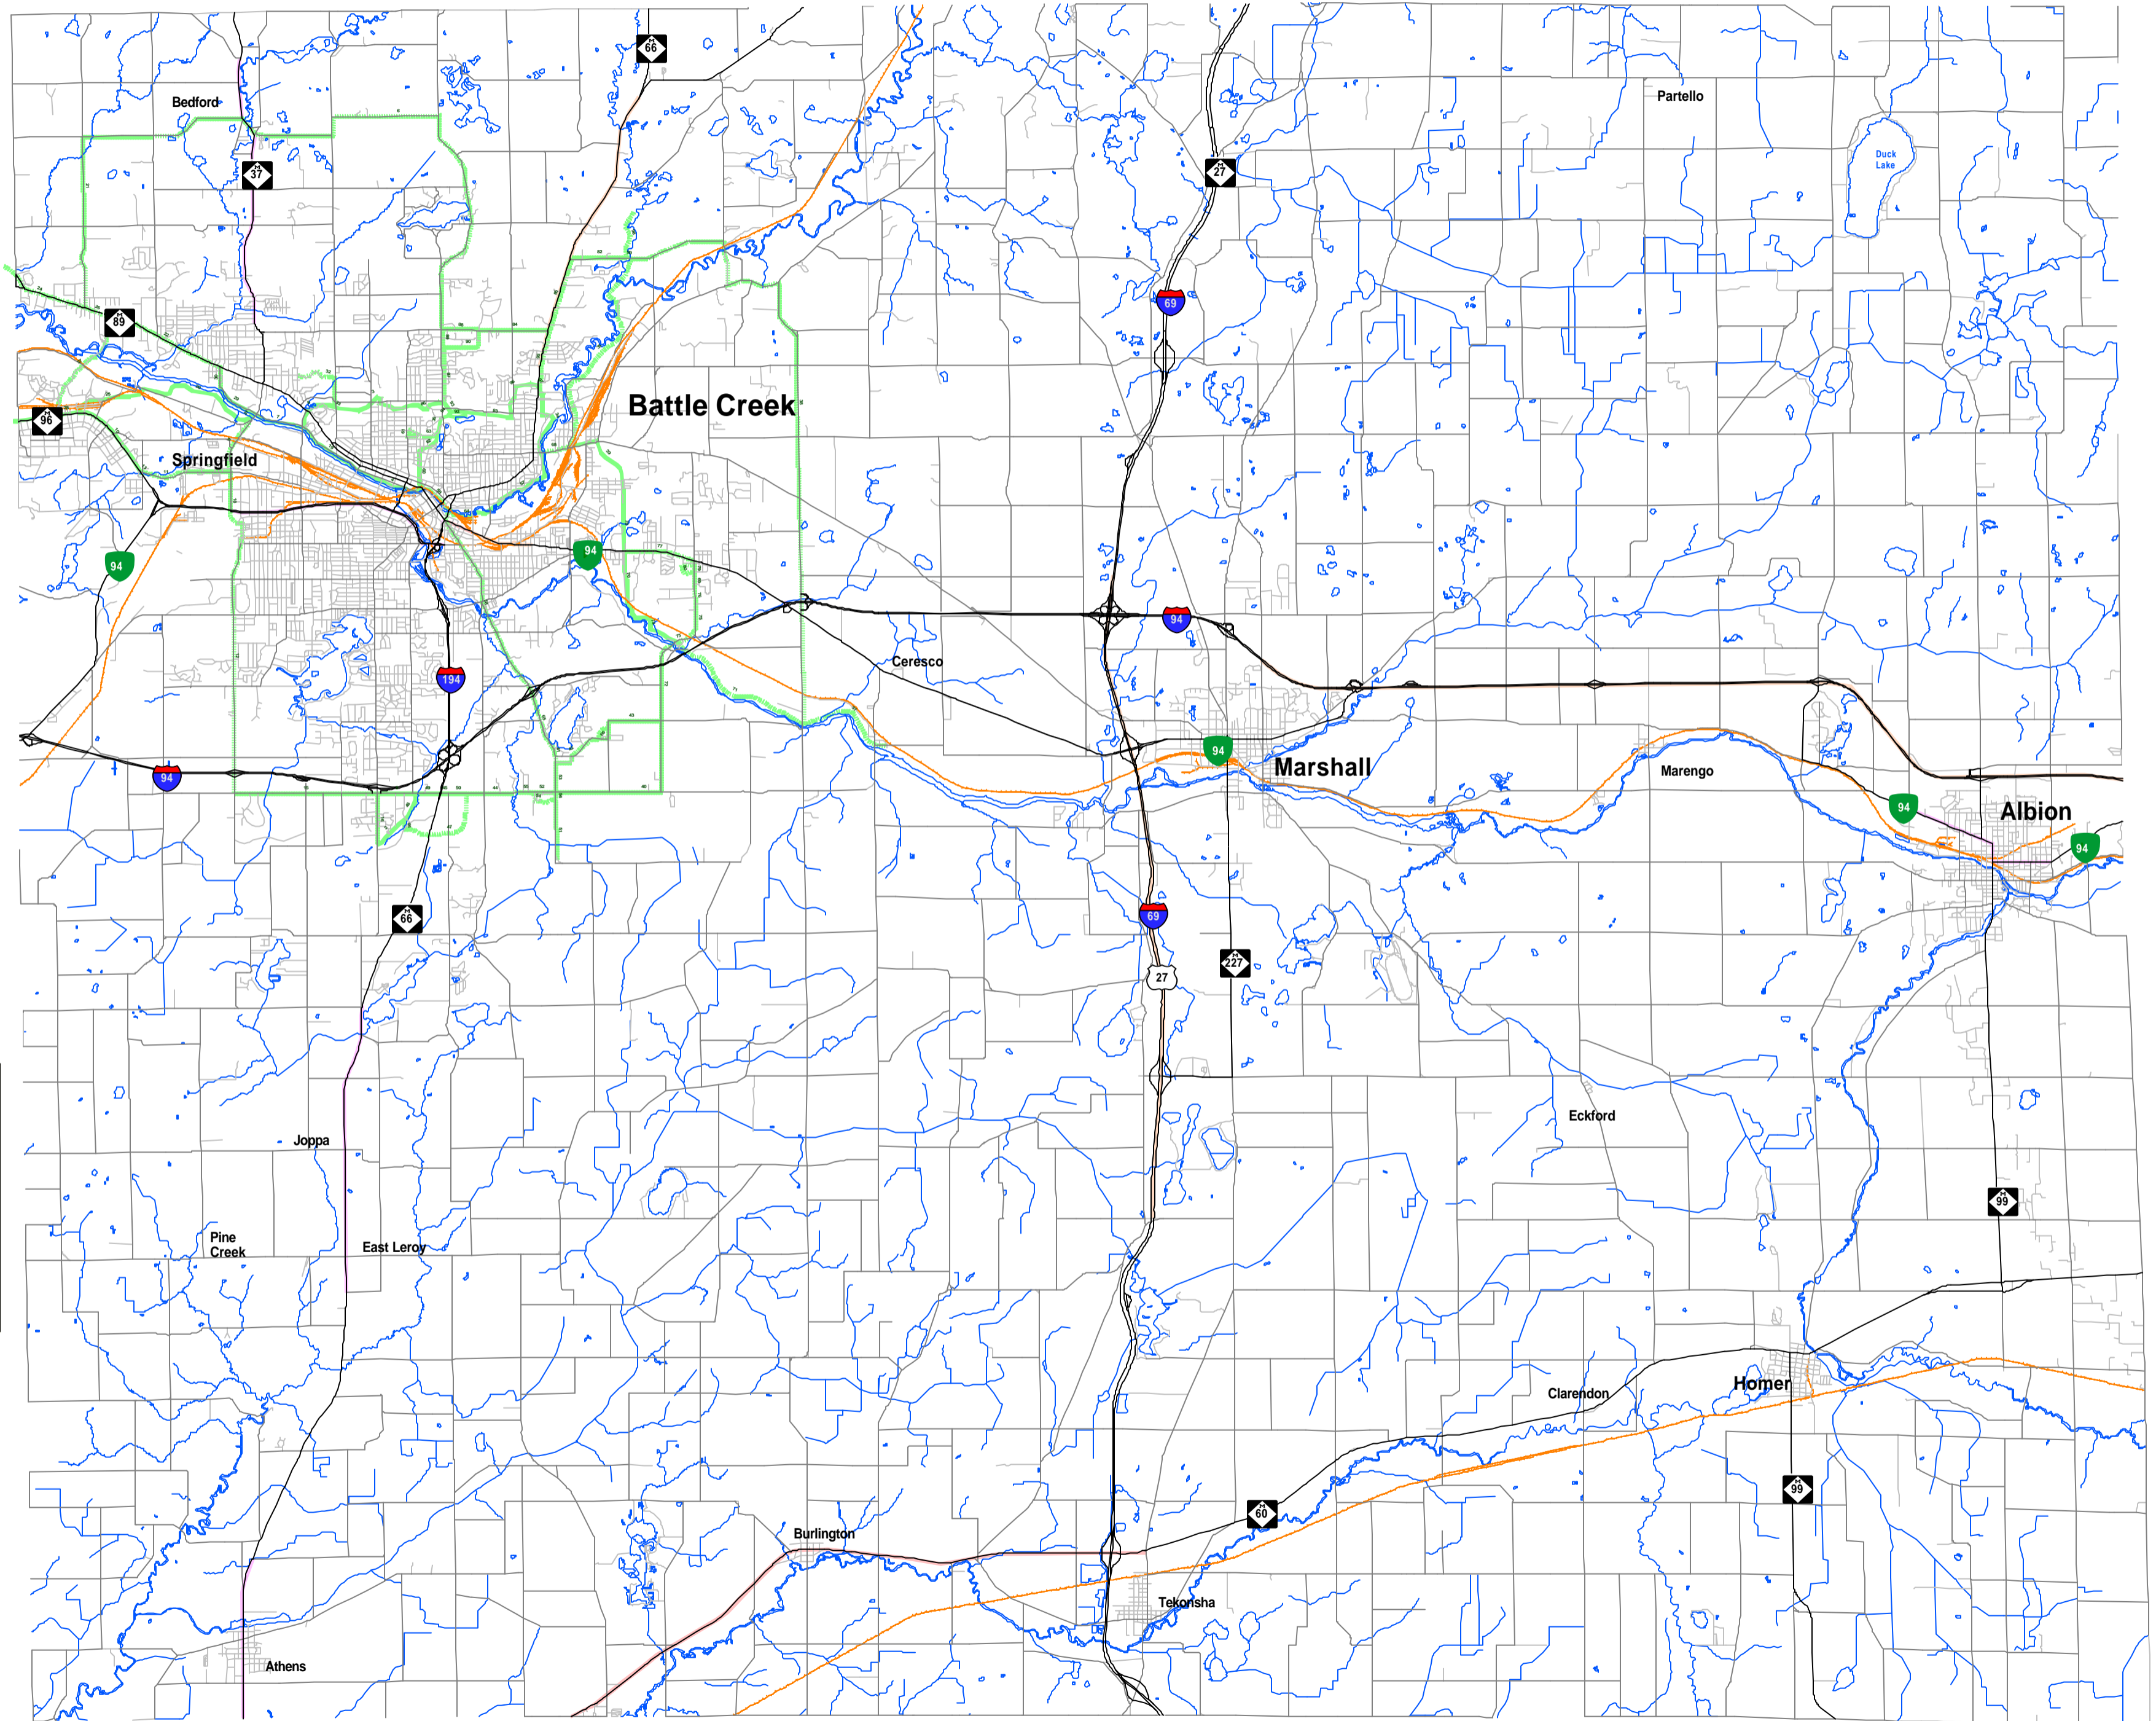 M
66
Bedford
Partello
Duck
Lake
M
37
M
27
69
M
89
Battle Creek
M
96
Springfield
94
94
94
Ceresco
194
94
Marshall
94
Marengo
94
Albion
94
M
66
69
27
M
227
Eckford
Joppa
M
99
Pine
Creek
East Leroy
Clarendon
Homer
M
99
M
60
Burlington
Tekonsha
Athens